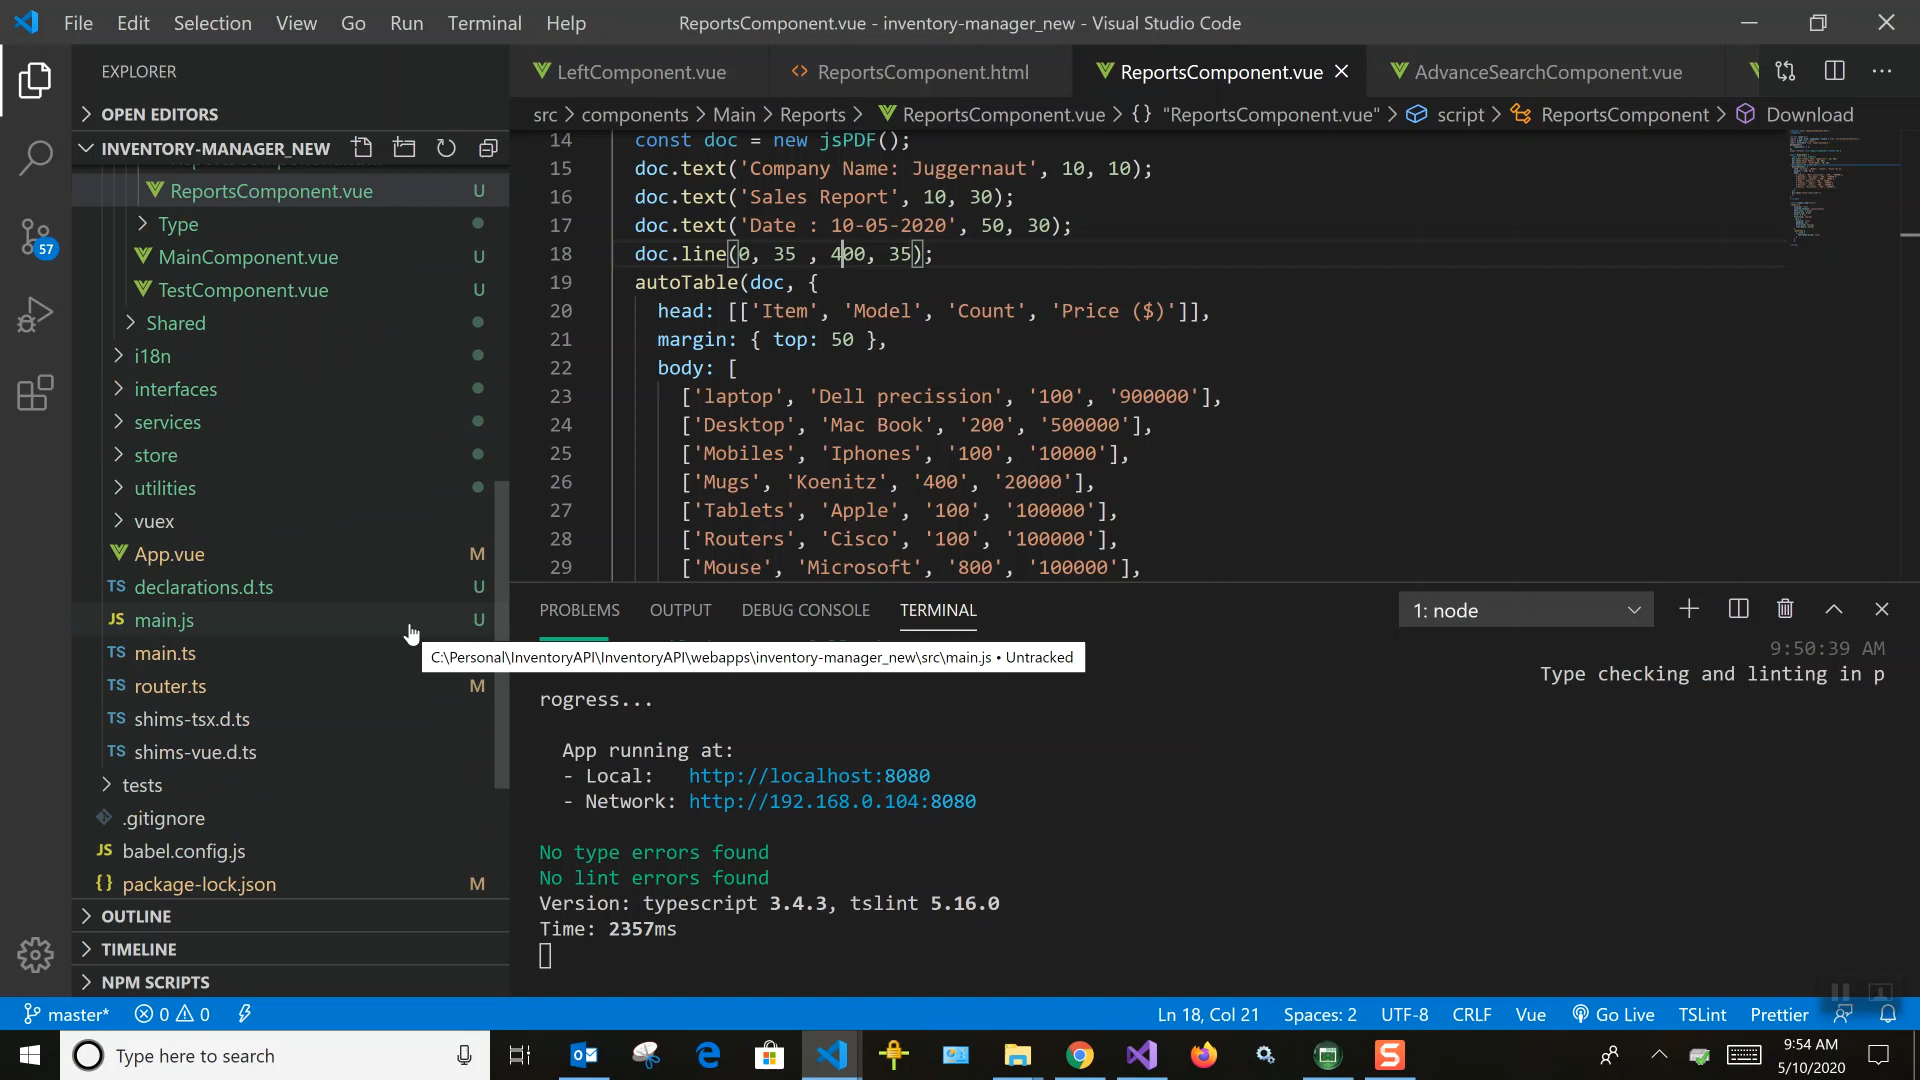 File Edit Selection View Go Run Terminal Help
ReportsComponent.vue - inventory-manager_new - Visual Studio Code
EXPLORER
OPEN EDITORS
INVENTORY-MANAGER_NEW
ReportsComponent.vue U
Type
MainComponent.vue U
TestComponent.vue U
Shared
i18n
interfaces
services
store
utilities
vuex
App.vue M
TS declarations.d.ts U
JS main.js U
TS main.ts
TS router.ts M
TS shims-tsx.d.ts
TS shims-vue.d.ts
tests
.gitignore
JS babel.config.js
{} package-lock.json M
OUTLINE
TIMELINE
NPM SCRIPTS
57
LeftComponent.vue
<> ReportsComponent.html
ReportsComponent.vue
AdvanceSearchComponent.vue
src > components > Main > Reports > ReportsComponent.vue > {} "ReportsComponent.vue" > script > ReportsComponent > Download
14 const doc = new jsPDF();
15 doc.text('Company Name: Juggernaut', 10, 10);
16 doc.text('Sales Report', 10, 30);
17 doc.text('Date : 10-05-2020', 50, 30);
18 doc.line(0, 35 , 400, 35);
19 autoTable(doc, {
20 head: [['Item', 'Model', 'Count', 'Price ($)']],
21 margin: { top: 50 },
22 body: [
23 ['laptop', 'Dell precission', '100', '900000'],
24 ['Desktop', 'Mac Book', '200', '500000'],
25 ['Mobiles', 'Iphones', '100', '10000'],
26 ['Mugs', 'Koenitz', '400', '20000'],
27 ['Tablets', 'Apple', '100', '100000'],
28 ['Routers', 'Cisco', '100', '100000'],
29 ['Mouse', 'Microsoft', '800', '100000'],
PROBLEMS OUTPUT DEBUG CONSOLE TERMINAL
1: node
9:50:39 AM
C:\Personal\InventoryAPI\InventoryAPI\webapps\inventory-manager_new\src\main.js • Untracked
Type checking and linting in p
rogress...
App running at:
- Local: http://localhost:8080
- Network: http://192.168.0.104:8080
No type errors found
No lint errors found
Version: typescript 3.4.3, tslint 5.16.0
Time: 2357ms
master* 0 0
Ln 18, Col 21 Spaces: 2 UTF-8 CRLF Vue Go Live TSLint Prettier
Type here to search
9:54 AM
5/10/2020